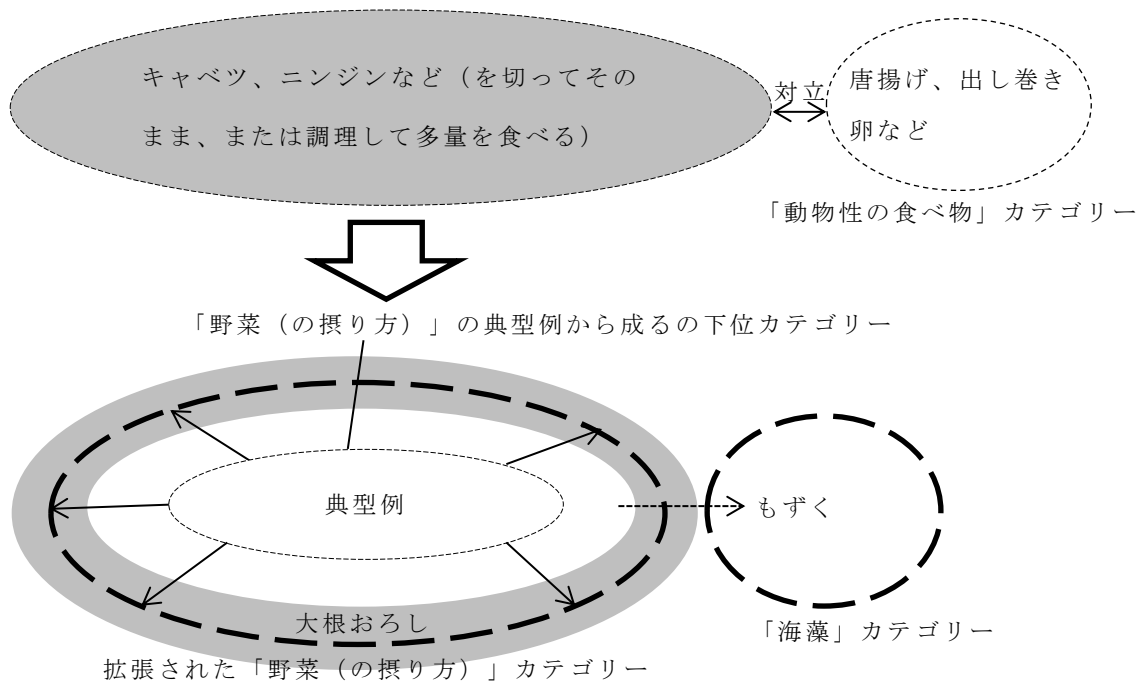 キャベツ、ニンジンなど（を切ってその
まま、または調理して多量を食べる）
対立
唐揚げ、出し巻き
卵など
「動物性の食べ物」カテゴリー
「野菜（の摂り方）」の典型例から成るの下位カテゴリー
典型例
もずく
大根おろし
「海藻」カテゴリー
拡張された「野菜（の摂り方）」カテゴリー